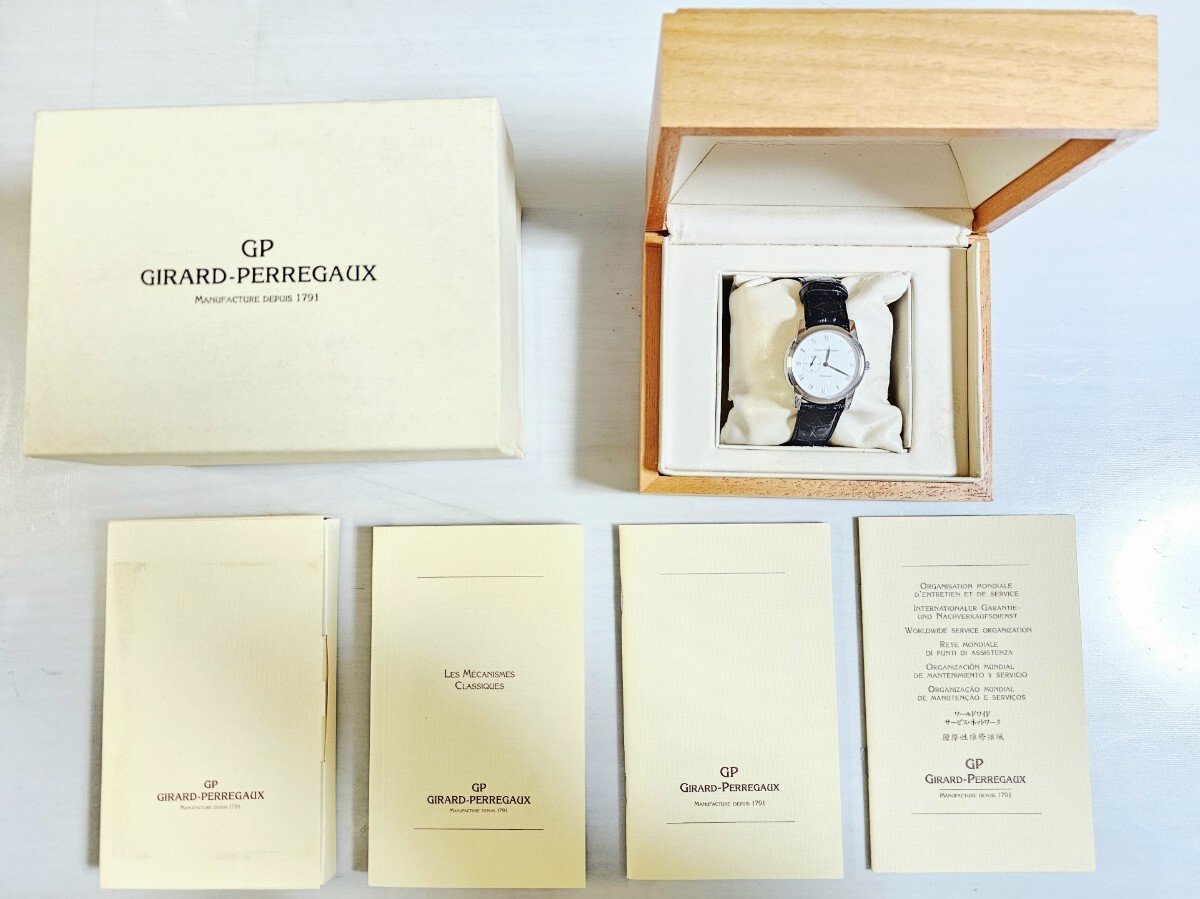 GP
GIRARD-PERREGAUX
MANUFACTURE DEPUIS 1791
GP
GIRARD-PERREGAUX
MANUFACTURE DEPUIS 1791
LES MÉCANISMES
CLASSIQUES
GP
GIRARD-PERREGAUX
MANUFACTURE DEPUIS 1791
GP
GIRARD-PERREGAUX
MANUFACTURE DEPUIS 1791
ORGANISATION MONDIALE
D'ENTRETIEN ET DE SERVICE
INTERNATIONALER GARANTIE-
UND NACHVERKAUFSDIENST
WORLDWIDE SERVICE ORGANIZATION
RETE MONDIALE
DI PUNTI DI ASSISTENZA
ORGANIZACIÓN MUNDIAL
DE MANTENIMIENTO Y SERVICIO
ORGANIZAÇÃO MUNDIAL
DE MANUTENÇÃO E SERVIÇOS
ワールドワイド
サービス・ネットワーク
國際性維修組織
GP
GIRARD-PERREGAUX
MANUFACTURE DEPUIS 1791